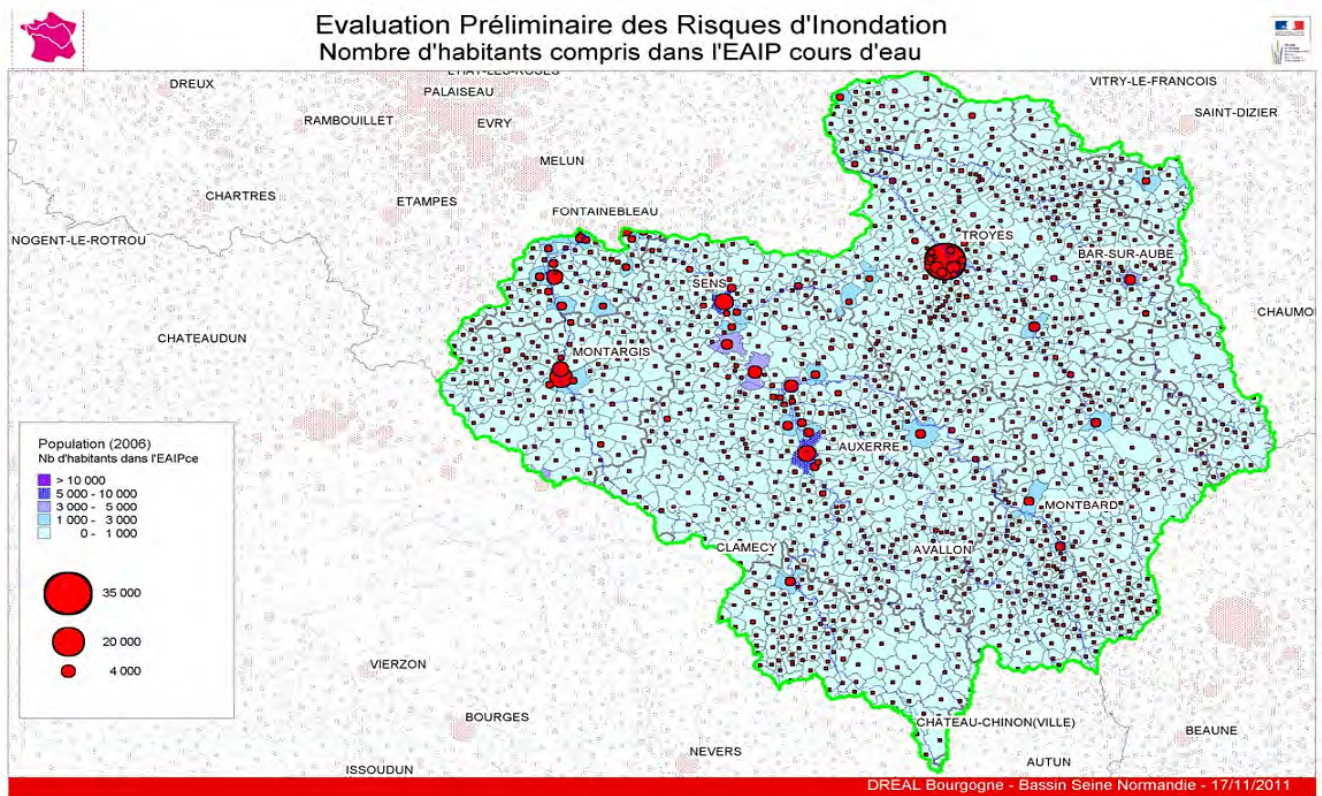 Evaluation Préliminaire des Risques d'Inondation
Nombre d'habitants compris dans l'EAIP cours d'eau
DREUX
PALAISEAU
VITRY-LE-FRANCOIS
RAMBOUILLET
EVRY
SAINT-DIZIER
MELUN
CHARTRES
ETAMPES
FONTAINEBLEAU
NOGENT-LE-ROTROU
TROYES
BAR-SUR-AUBE
SENS
CHAUMO
CHATEAUDUN
MONTARGIS
AUXERRE
MONTBARD
CLAMECY
AVALLON
Population (2006)
Nb d'habitants dans l'EAIPce
> 10 000
5 000 - 10 000
3 000 - 5 000
1 000 - 3 000
0 - 1 000
35 000
20 000
4 000
VIERZON
BOURGES
CHATEAU-CHINON(VILLE)
BEAUNE
NEVERS
AUTUN
ISSOUDUN
DREAL Bourgogne - Bassin Seine Normandie - 17/11/2011